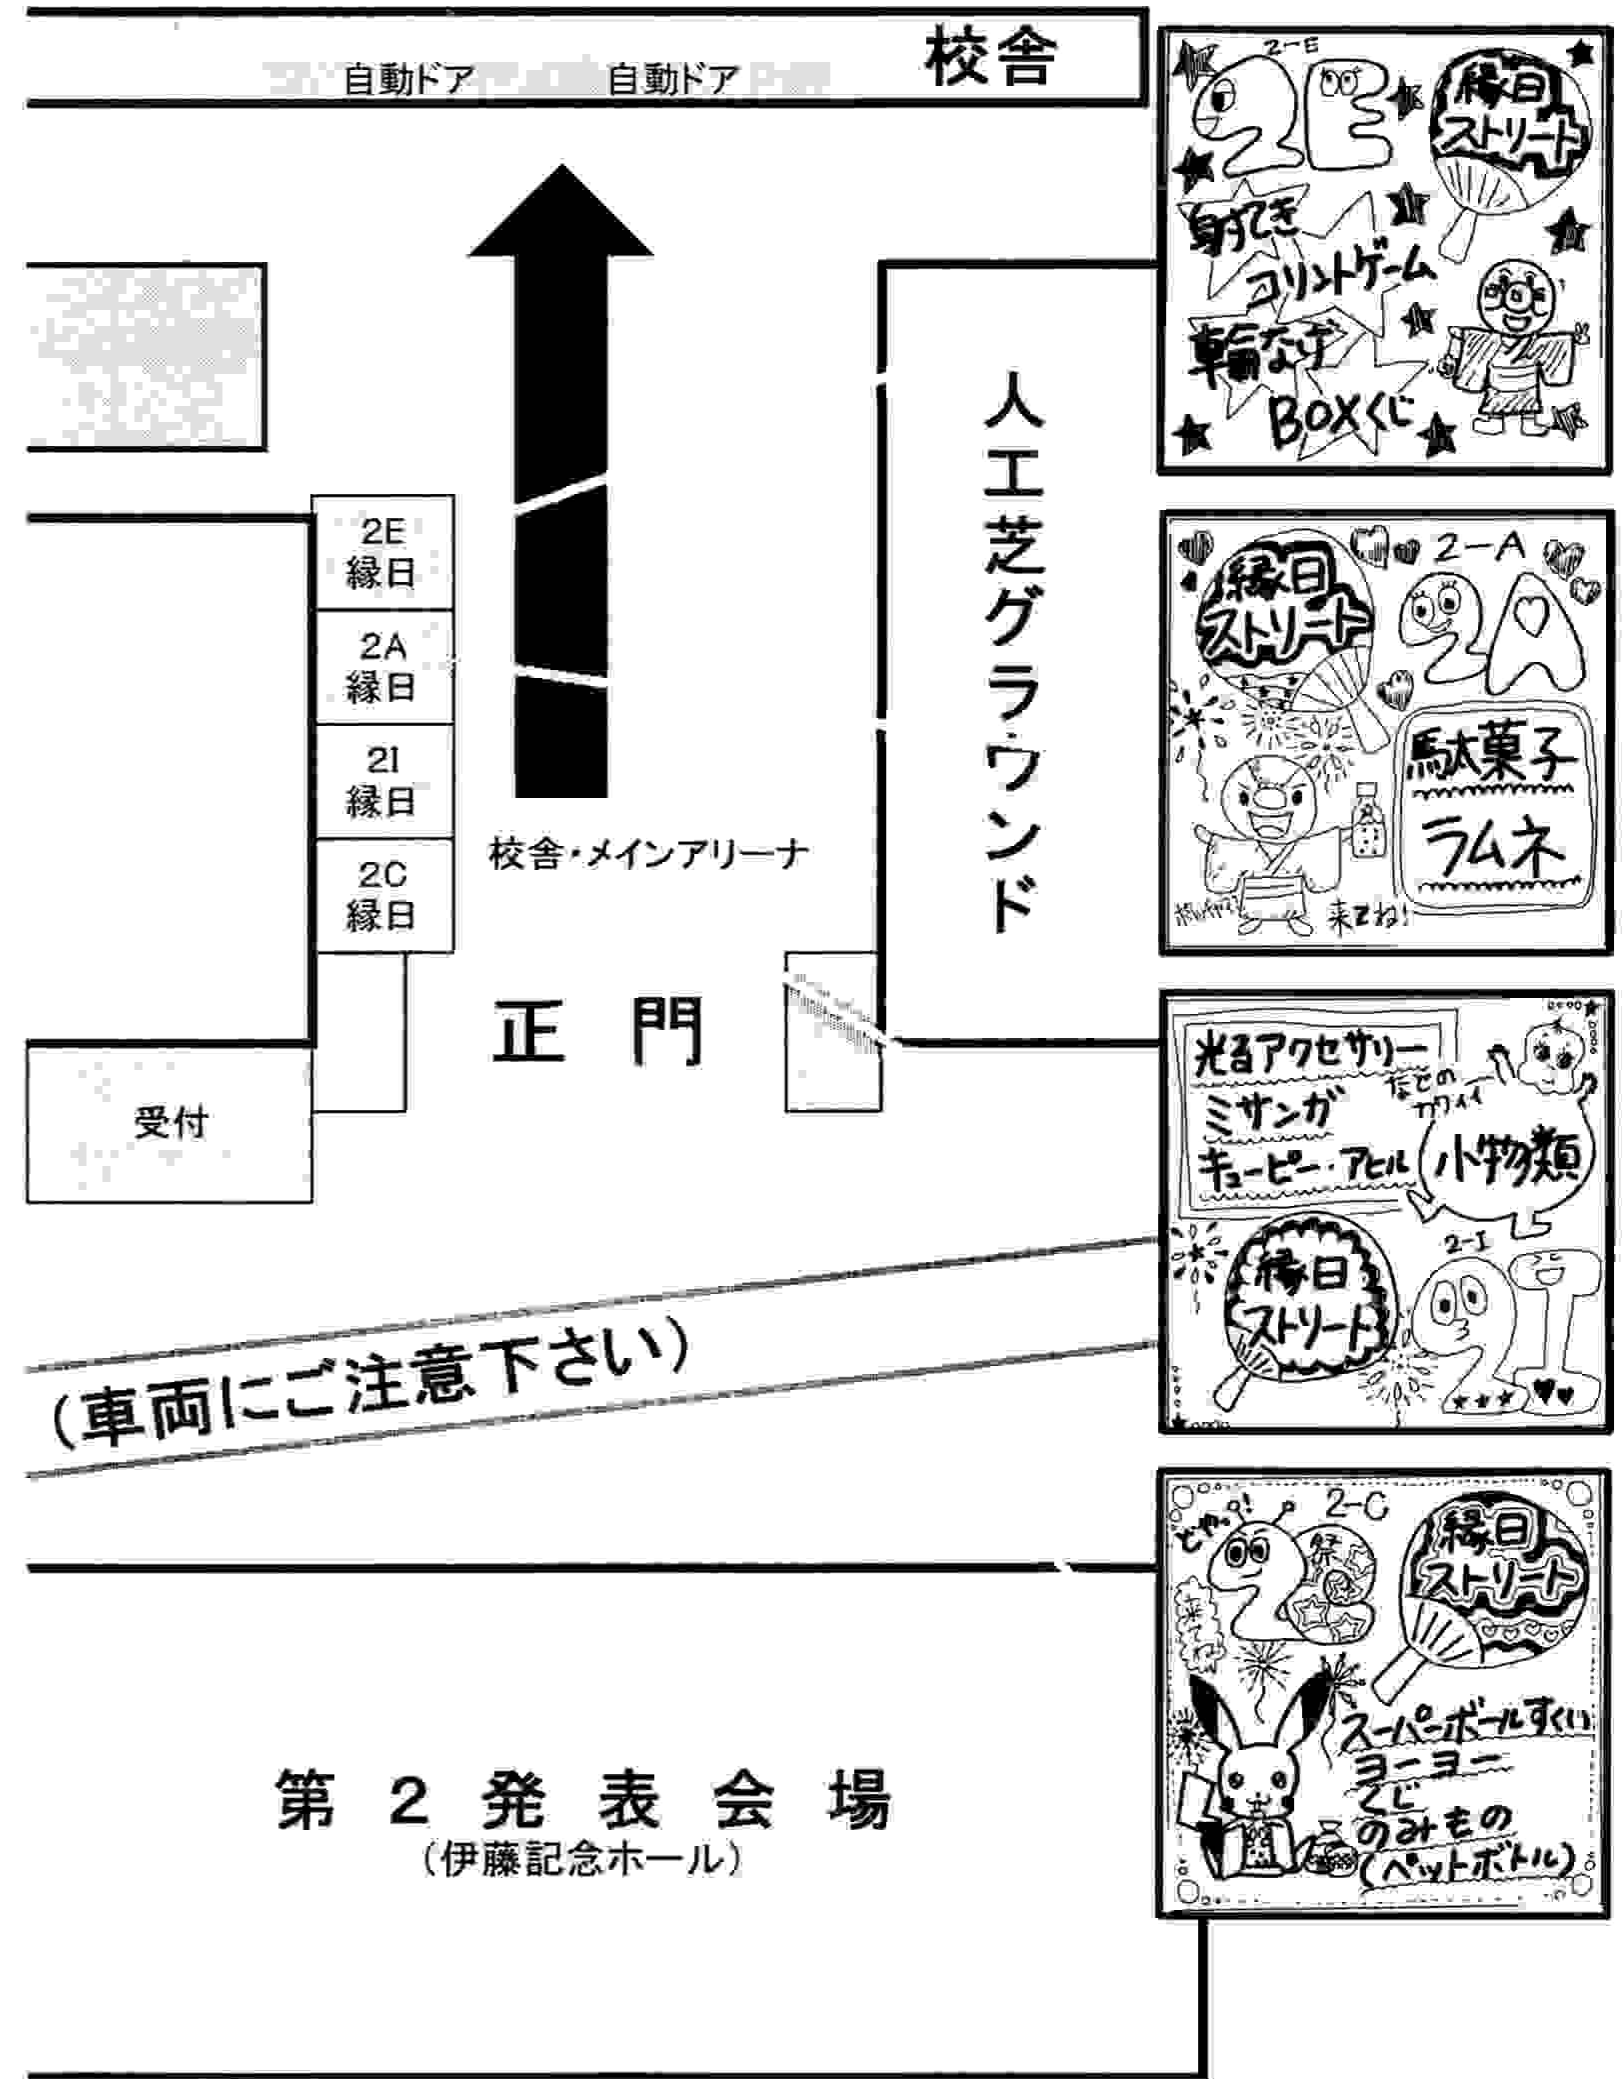 校舎
自動ドア
自動ドア
2E
縁日
2A
縁日
2I
縁日
2C
縁日
校舎・メインアリーナ
人工芝グラウンド
正門
受付
(車両にご注意下さい)
第2発表会場
(伊藤記念ホール)
2-E
2E
縁日
ストリート
射てき
コリントゲーム
輪なげ
BOXくじ
縁日
ストリート
2-A
2A
駄菓子
ラムネ
来てね!
光るアクセサリー
ミサンガ
キューピー・アヒル
などの
カワイイ
小物類
縁日
ストリート
2-I
2I
2-C
どやっ!
祭
2C
縁日
ストリート
来てね
スーパーボールすくい
ヨーヨー
くじ
のみもの
(ペットボトル)